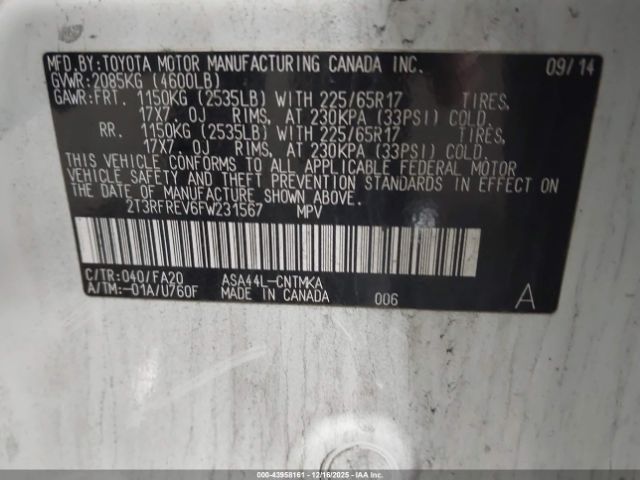 MFD.BY:TOYOTA MOTOR MANUFACTURING CANADA INC. 09/14
GVWR:2085KG (4600LB)
GAWR:FRT. 1150KG (2535LB) WITH 225/65R17 TIRES,
17X7. 0J RIMS, AT 230KPA (33PSI) COLD.
RR. 1150KG (2535LB) WITH 225/65R17 TIRES,
17X7. 0J RIMS, AT 230KPA (33PSI) COLD.
THIS VEHICLE CONFORMS TO ALL APPLICABLE FEDERAL MOTOR
VEHICLE SAFETY AND THEFT PREVENTION STANDARDS IN EFFECT
ON THE DATE OF MANUFACTURE SHOWN ABOVE.
2T3RFREV6FW231567 MPV
C/TR:040/FA20 ASA44L-CNTMKA
A/TM:-01A/U760F MADE IN CANADA 006 A
000-43958161 - 12/16/2025 - IAAI.COM